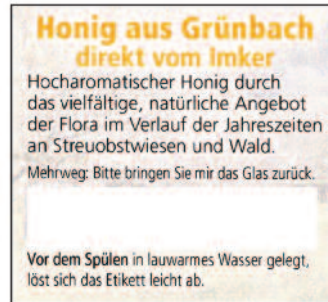 Honig aus Grünbach
direkt vom Imker
Hocharomatischer Honig durch
das vielfältige, natürliche Angebot
der Flora im Verlauf der Jahreszeiten
an Streuobstwiesen und Wald.
Mehrweg: Bitte bringen Sie mir das Glas zurück.
Vor dem Spülen in lauwarmes Wasser gelegt,
löst sich das Etikett leicht ab.